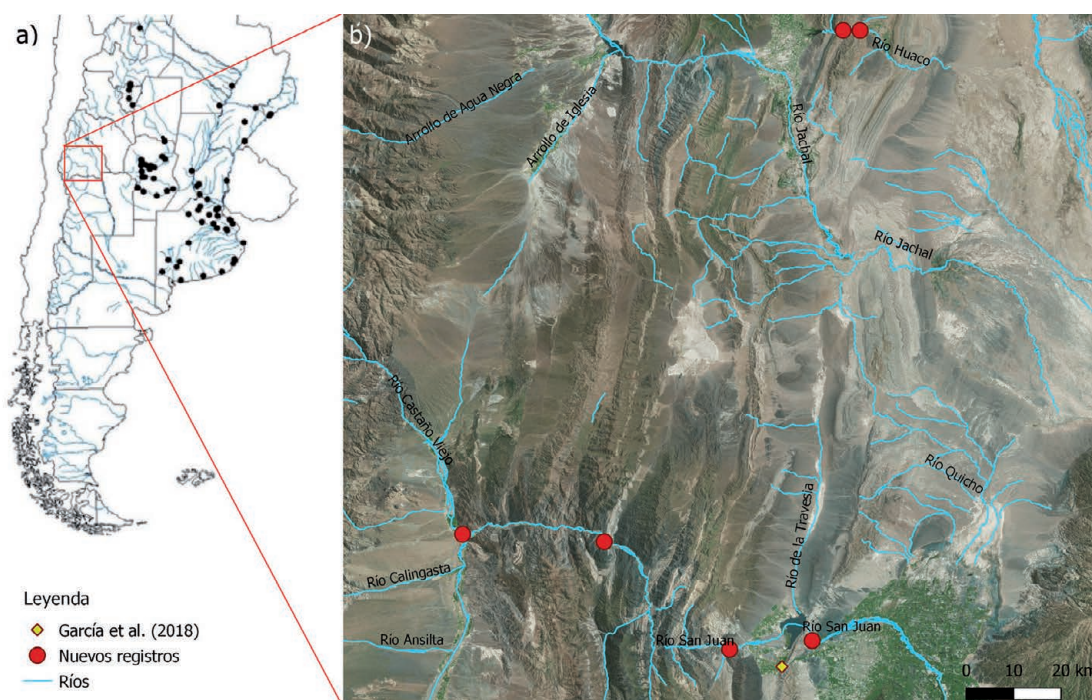 a)
b)
Río Huaco
Arrollo de Agua Negra
Arrollo de Iglesia
Río Jachal
Río Jachal
Río Castaño Viejo
Río Quicho
Río de la Travesía
Río Calingasta
Río Ansilta
Río San Juan
Río San Juan
0 10 20 km
Leyenda
García et al. (2018)
Nuevos registros
Ríos